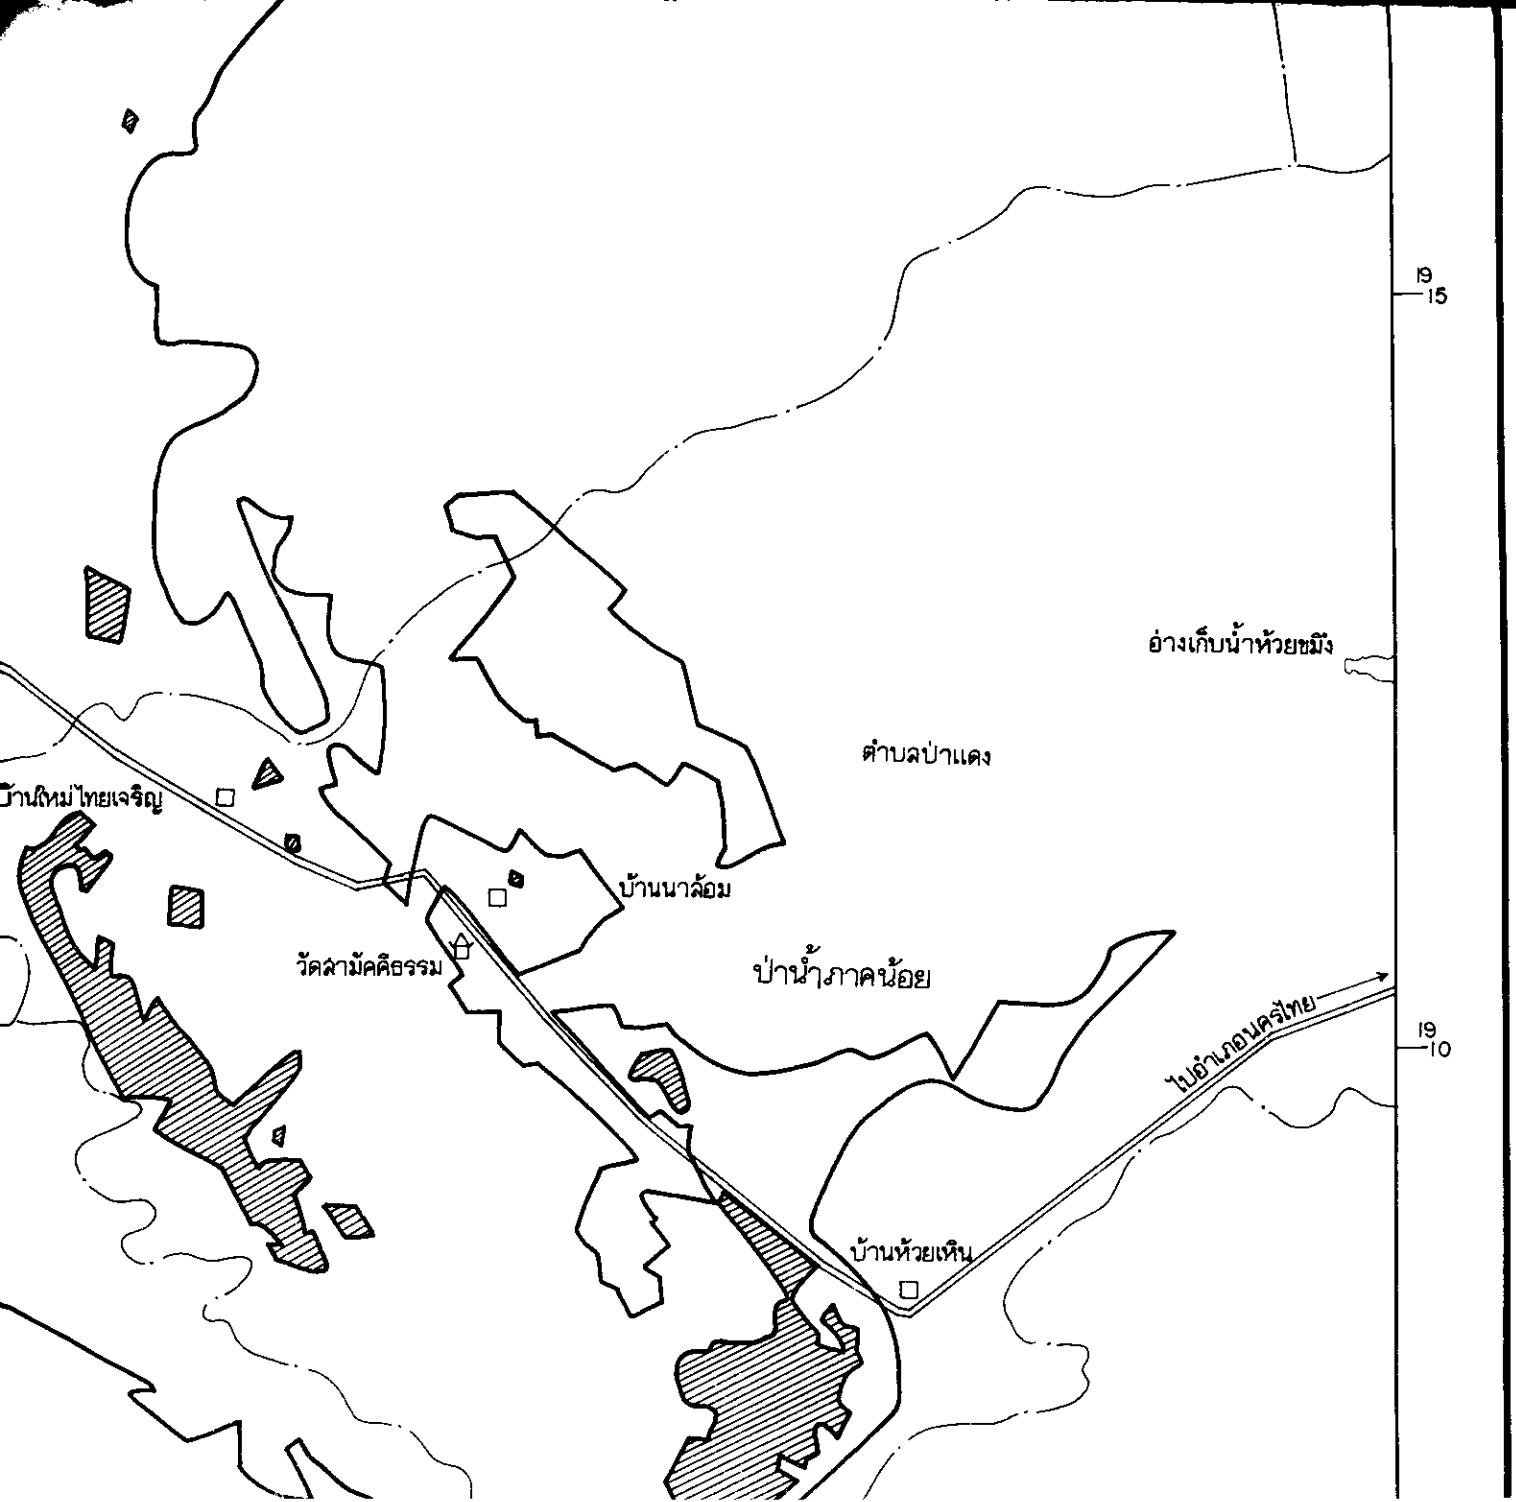 19
15
อ่างเก็บน้ำห้วยขมึง
ตำบลป่าแดง
บ้านใหม่ไทยเจริญ
บ้านนาล้อม
วัดสามัคคีธรรม
ป่าน้ำภาคน้อย
ไปอำเภอนครไทย
19
10
บ้านห้วยเหิน